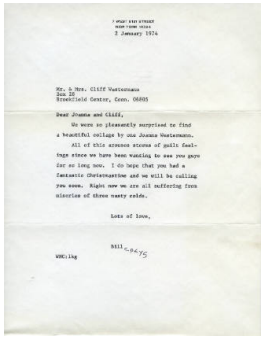 7 WEST 81ST STREET
NEW YORK 10024
2 January 1974
Mr. & Mrs. Cliff Westermann
Box 28
Brookfield Center, Conn. 06805
Dear Joanna and Cliff,
We were so pleasantly surprised to find
a beautiful collage by one Joanna Westermann.
All of this arouses storms of guilt feel-
ings since we have been wanting to see you guys
for so long now. I do hope that you had a
fantastic Christmastime and we will be calling
you soon. Right now we are all suffering from
miseries of three nasty colds.
Lots of love,
Bill
WNC:lkg